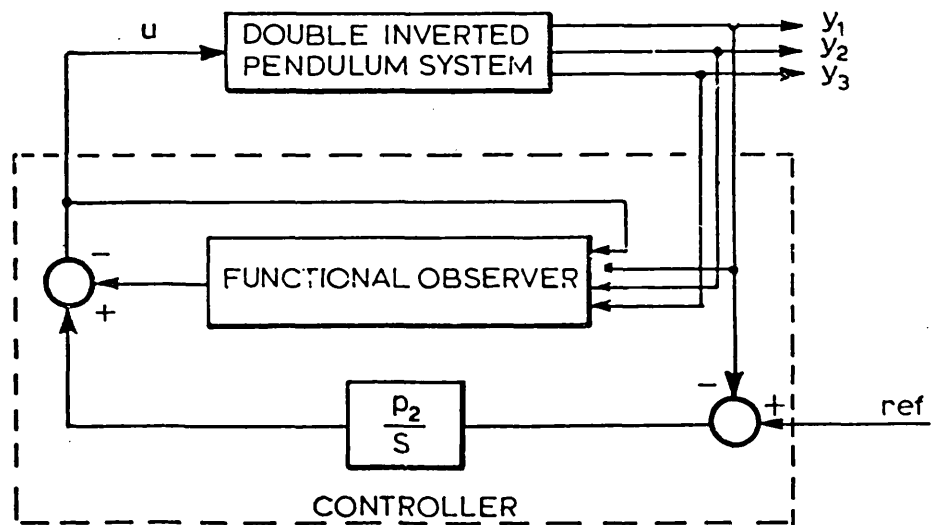 u
DOUBLE INVERTED
PENDULUM SYSTEM
y1
y2
y3
-
+
FUNCTIONAL OBSERVER
p2
S
-
+
ref
CONTROLLER